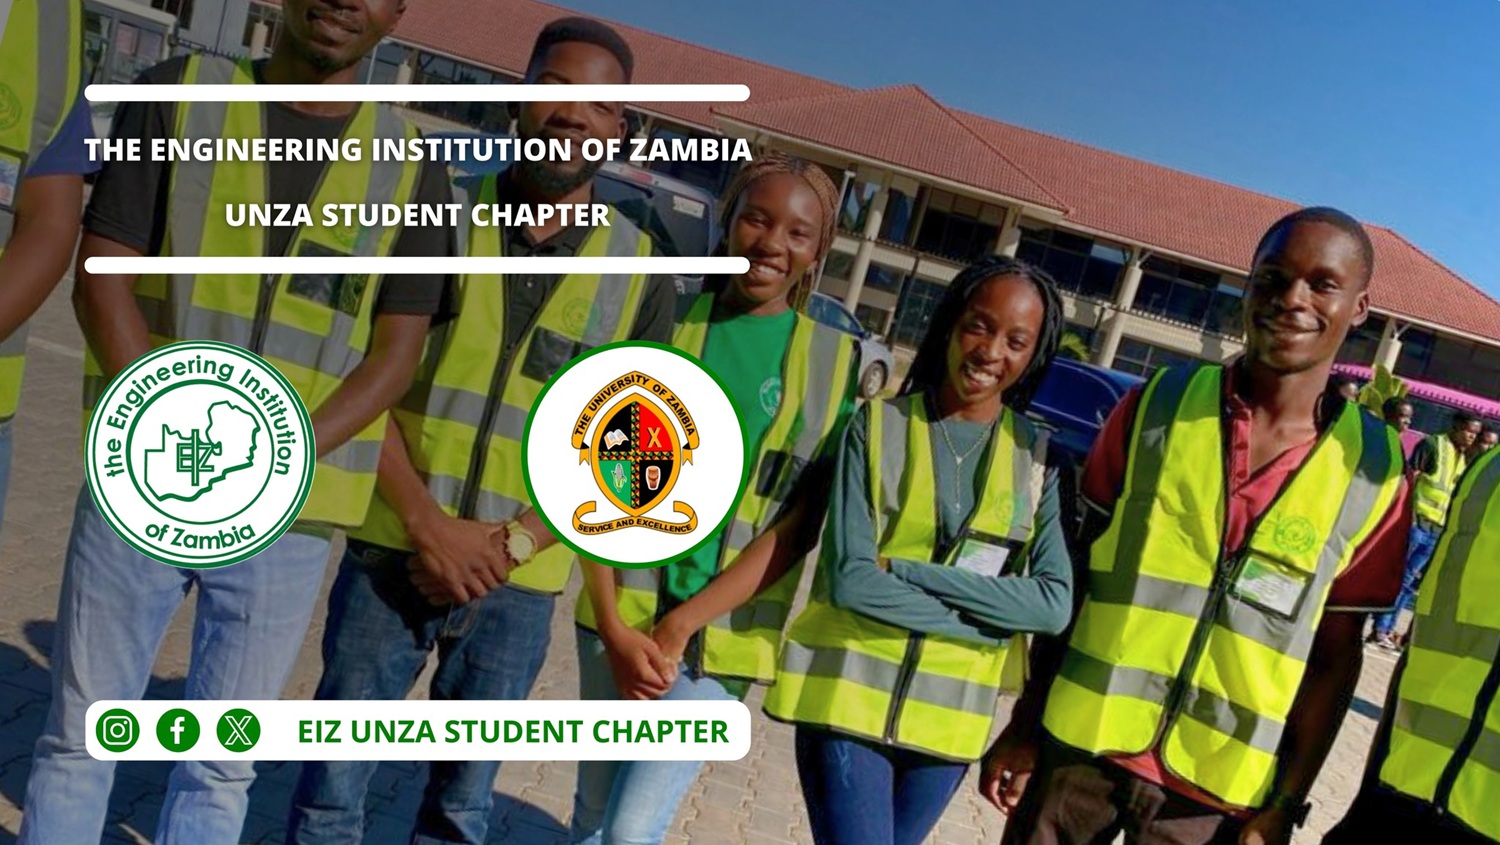 THE ENGINEERING INSTITUTION OF ZAMBIA
UNZA STUDENT CHAPTER
the Engineering Institution
EIZ
of Zambia
THE UNIVERSITY OF ZAMBIA
SERVICE AND EXCELLENCE
EIZ UNZA STUDENT CHAPTER